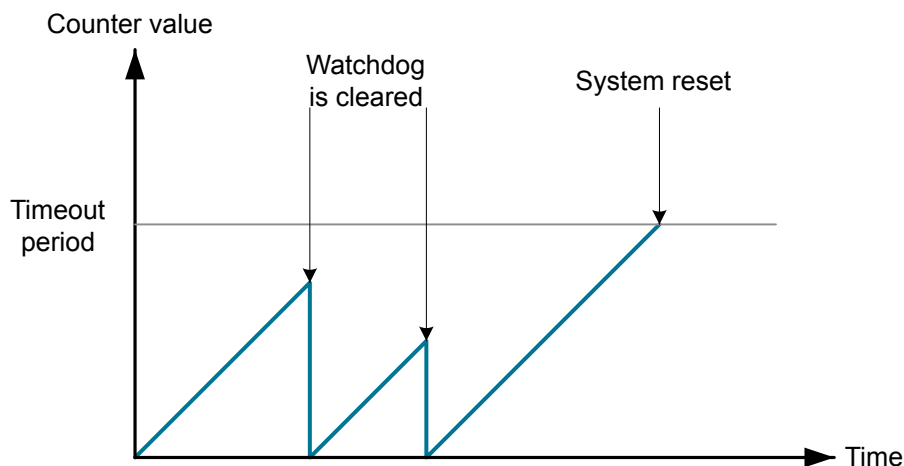 Counter value
Watchdog
is cleared
System reset
Timeout
period
Time